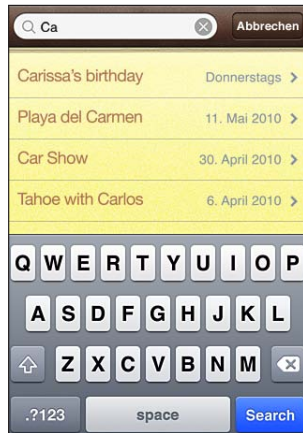 Ca Abbrechen
Carissa's birthday Donnerstags
Playa del Carmen 11. Mai 2010
Car Show 30. April 2010
Tahoe with Carlos 6. April 2010
Q W E R T Y U I O P
A S D F G H J K L
Z X C V B N M
.?123 space Search